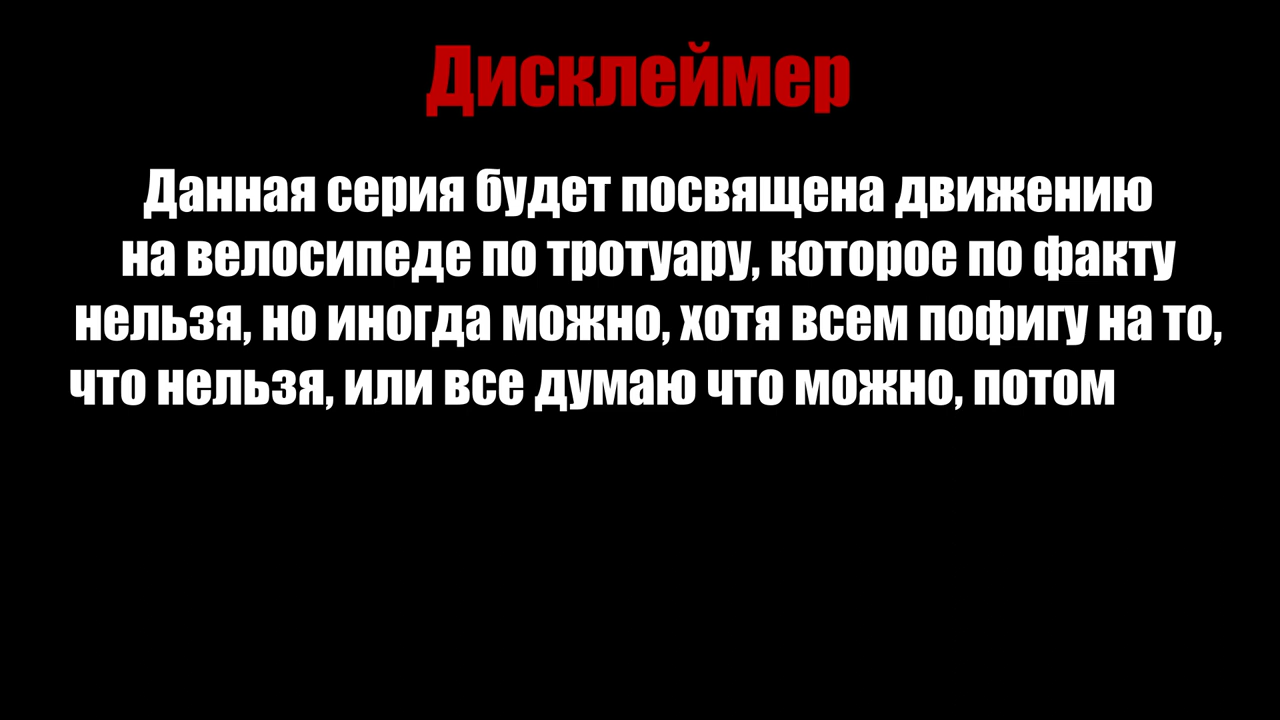 Дисклеймер
Данная серия будет посвящена движению
на велосипеде по тротуару, которое по факту
нельзя, но иногда можно, хотя всем пофигу на то,
что нельзя, или все думаю что можно, потом